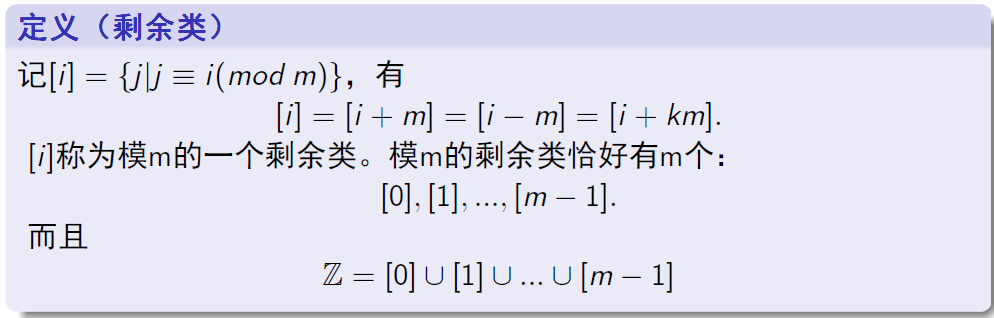 定义（剩余类）
记[i] = {j|j ≡ i(mod m)}，有
[i] = [i + m] = [i − m] = [i + km].
[i]称为模m的一个剩余类。模m的剩余类恰好有m个：
[0], [1], ..., [m − 1].
而且
ℤ = [0] ∪ [1] ∪ ... ∪ [m − 1]